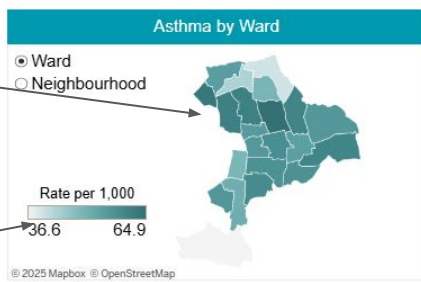 Asthma by Ward
Ward
Neighbourhood
Rate per 1,000
36.6 64.9
© 2025 Mapbox © OpenStreetMap